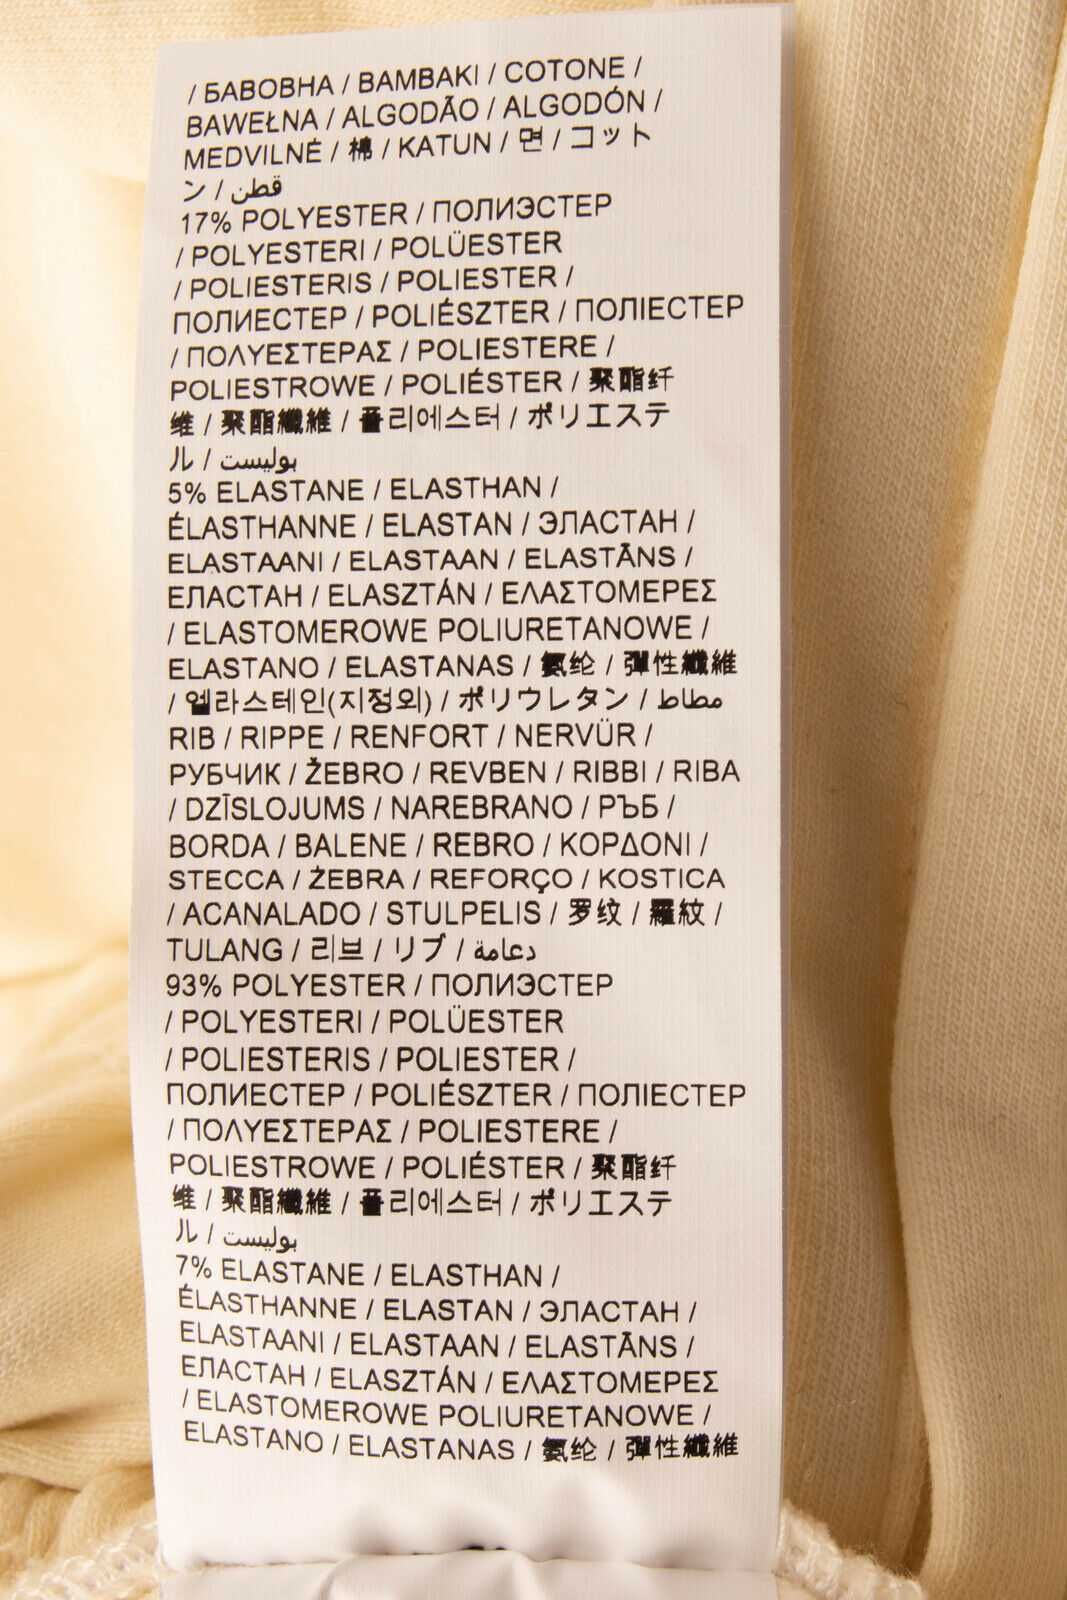 / БАВОВНА / BAMBAKI / COTONE /
BAWEŁNA / ALGODÃO / ALGODÓN /
MEDVILNÉ / 棉 / KATUN / 면 / コット
ン / قطن
17% POLYESTER / ПОЛИЭСТЕР
/ POLYESTERI / POLÜESTER
/ POLIESTERIS / POLIESTER /
ПОЛИЕСТЕР / POLIÉSZTER / ПОЛІЕСТЕР
/ ΠΟΛΥΕΣΤΕΡΑΣ / POLIESTERE /
POLIESTROWE / POLIÉSTER / 聚酯纤
维 / 聚酯纖維 / 폴리에스터 / ポリエステ
ル / بوليست
5% ELASTANE / ELASTHAN /
ÉLASTHANNE / ELASTAN / ЭЛАСТАН /
ELASTAANI / ELASTAAN / ELASTĀNS /
ЕЛАСТАН / ELASZTÁN / ΕΛΑΣΤΟΜΕΡΕΣ
/ ELASTOMEROWE POLIURETANOWE /
ELASTANO / ELASTANAS / 氨纶 / 彈性纖維
/ 엘라스테인(지정외) / ポリウレタン / مطاط
RIB / RIPPE / RENFORT / NERVÜR /
РУБЧИК / ŽEBRO / REVBEN / RIBBI / RIBA
/ DZĪSLOJUMS / NAREBRANO / РЪБ /
BORDA / BALENE / REBRO / ΚΟΡΔΟΝΙ /
STECCA / ŻEBRA / REFORÇO / KOSTICA
/ ACANALADO / STULPELIS / 罗纹 / 羅紋 /
TULANG / 리브 / リブ / دعامة
93% POLYESTER / ПОЛИЭСТЕР
/ POLYESTERI / POLÜESTER
/ POLIESTERIS / POLIESTER /
ПОЛИЕСТЕР / POLIÉSZTER / ПОЛІЕСТЕР
/ ΠΟΛΥΕΣΤΕΡΑΣ / POLIESTERE /
POLIESTROWE / POLIÉSTER / 聚酯纤
维 / 聚酯纖維 / 폴리에스터 / ポリエステ
ル / بوليست
7% ELASTANE / ELASTHAN /
ÉLASTHANNE / ELASTAN / ЭЛАСТАН /
ELASTAANI / ELASTAAN / ELASTĀNS /
ЕЛАСТАН / ELASZTÁN / ΕΛΑΣΤΟΜΕΡΕΣ
/ ELASTOMEROWE POLIURETANOWE /
ELASTANO / ELASTANAS / 氨纶 / 彈性纖維